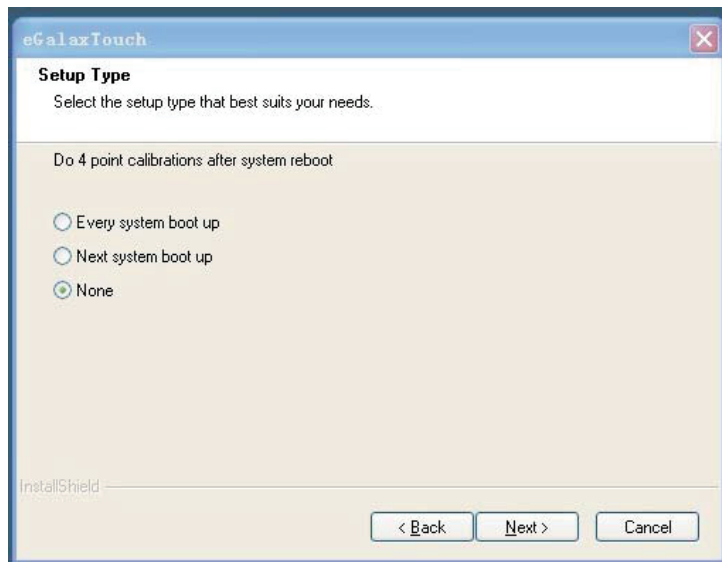 eGalaxTouch
Setup Type
Select the setup type that best suits your needs.
Do 4 point calibrations after system reboot
Every system boot up
Next system boot up
None
InstallShield
< Back
Next >
Cancel